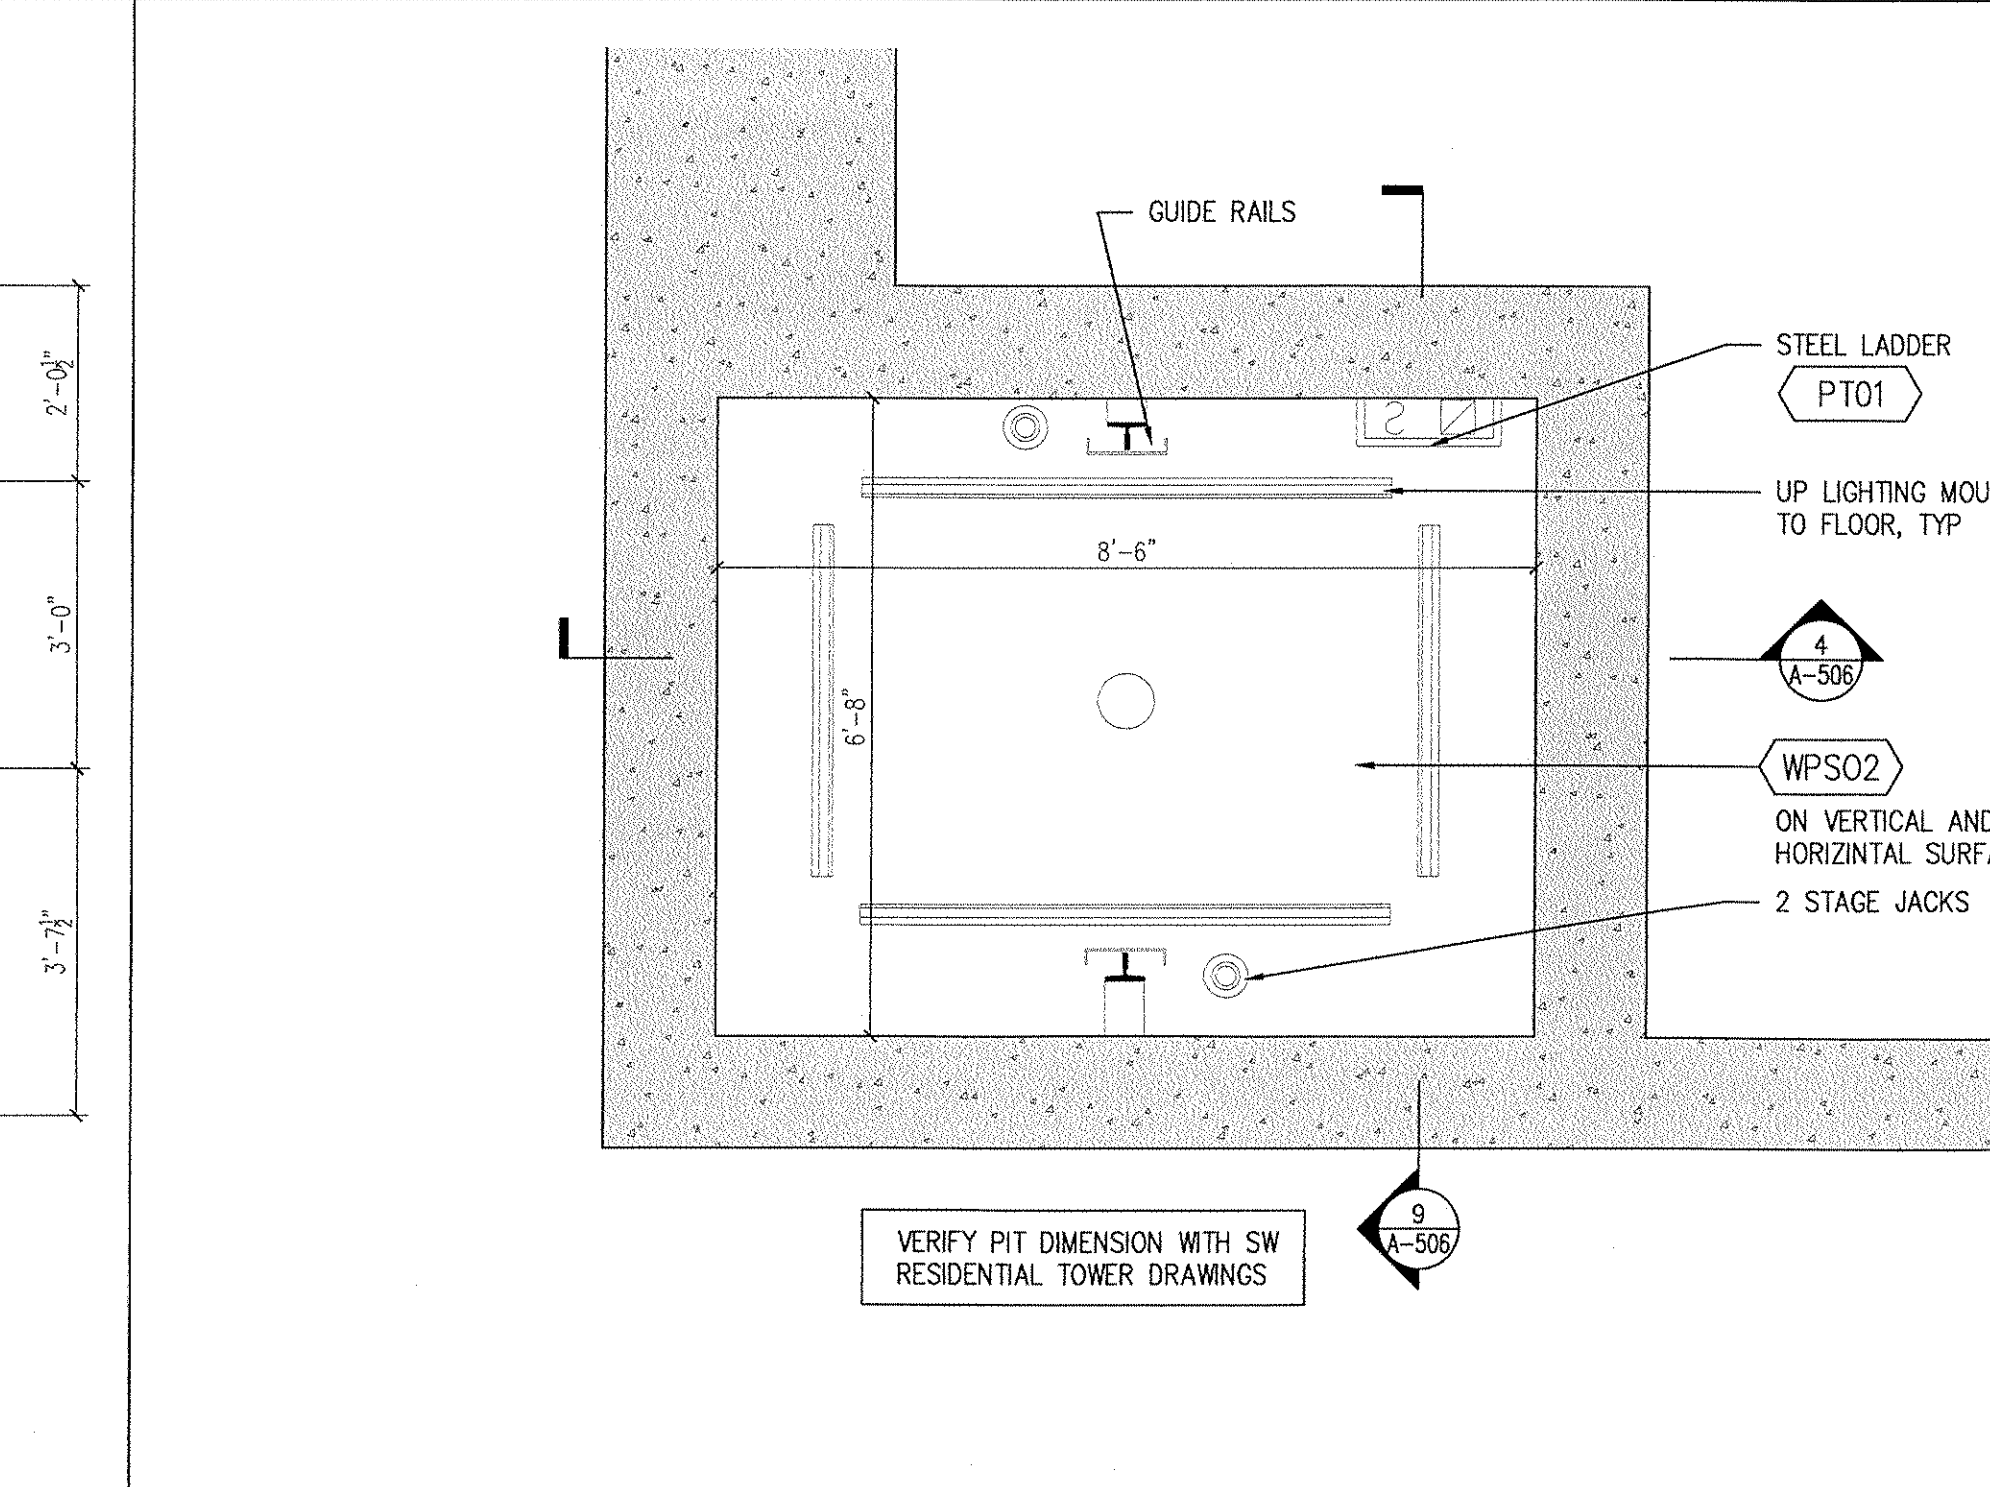 2'-0½"
3'-0"
3'-7½"
GUIDE RAILS
STEEL LADDER
PT01
S
UP LIGHTING MOU
TO FLOOR, TYP
8'-6"
6'-8"
4
A-506
WPS02
ON VERTICAL AND
HORIZINTAL SURFA
2 STAGE JACKS
9
A-506
VERIFY PIT DIMENSION WITH SW
RESIDENTIAL TOWER DRAWINGS